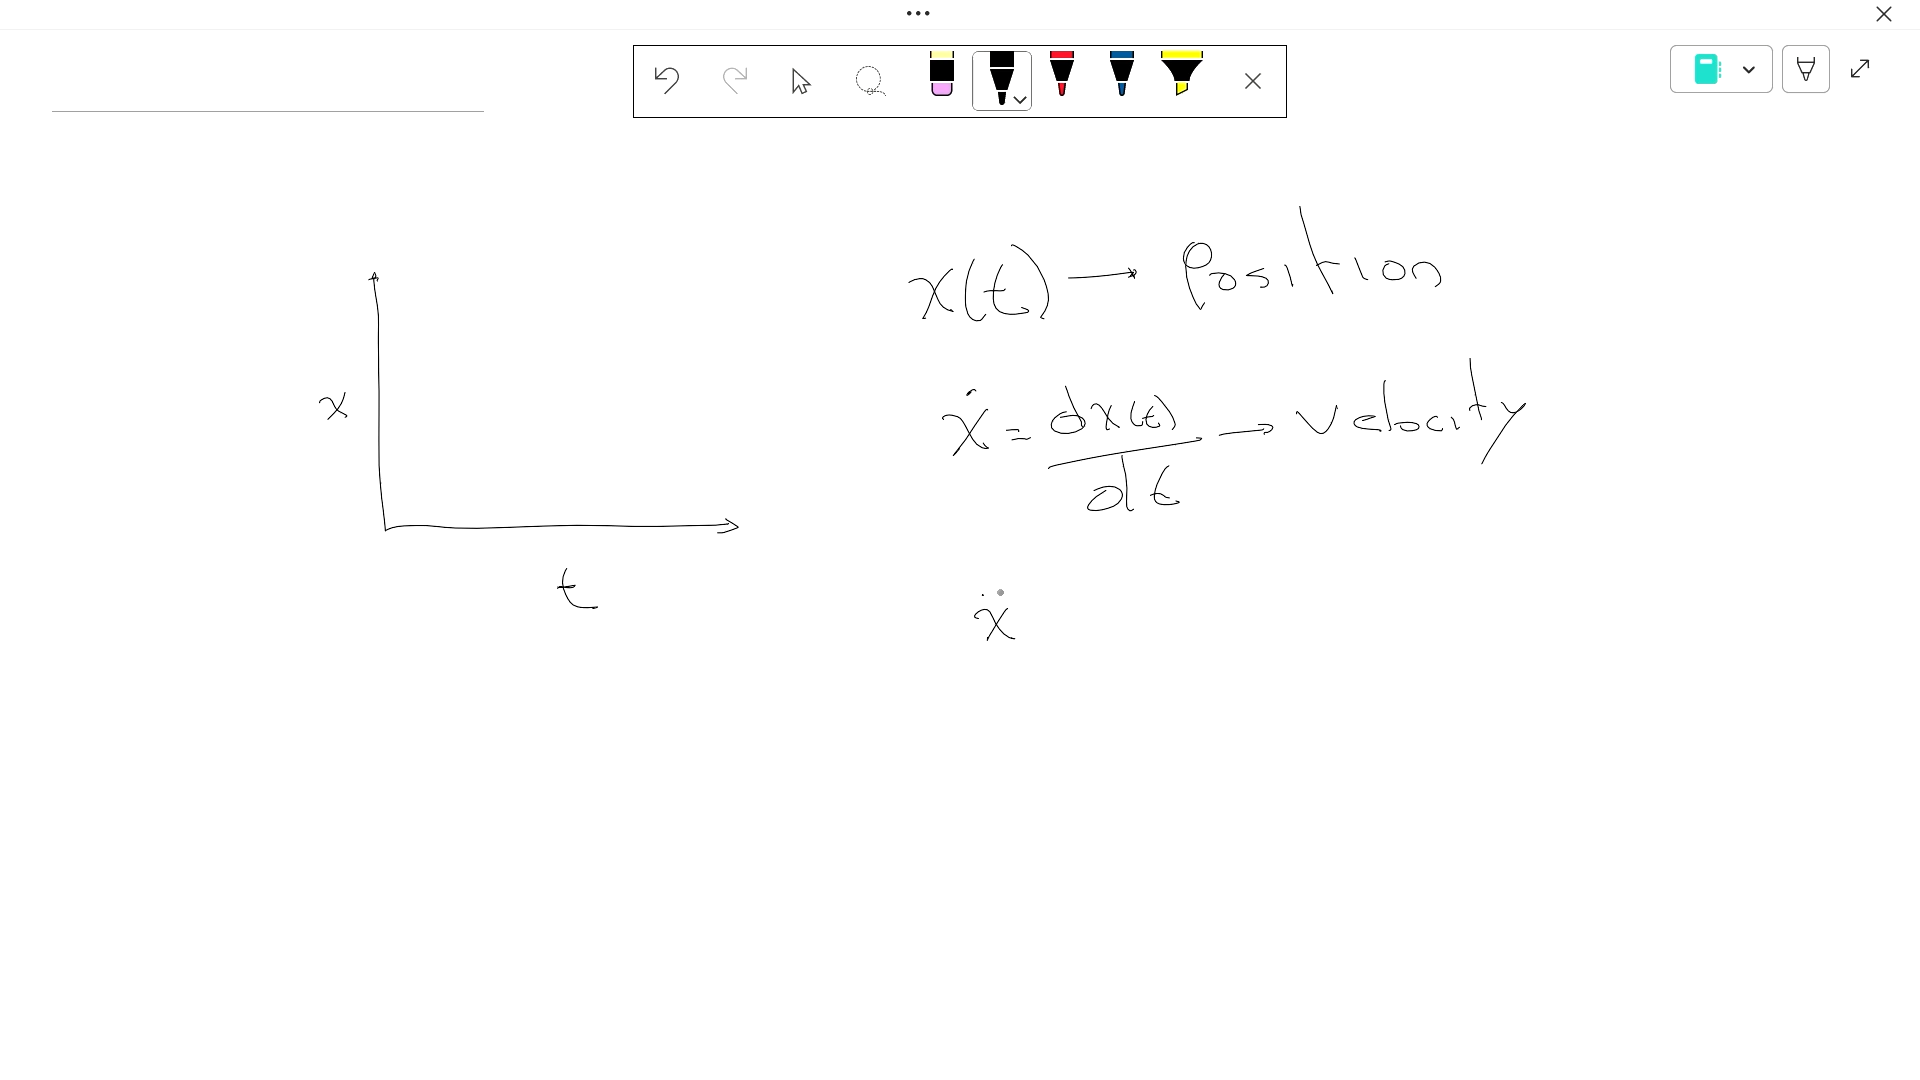 x(t) → Position
x
ẋ = dx(t)/dt → velocity
t
ẍ